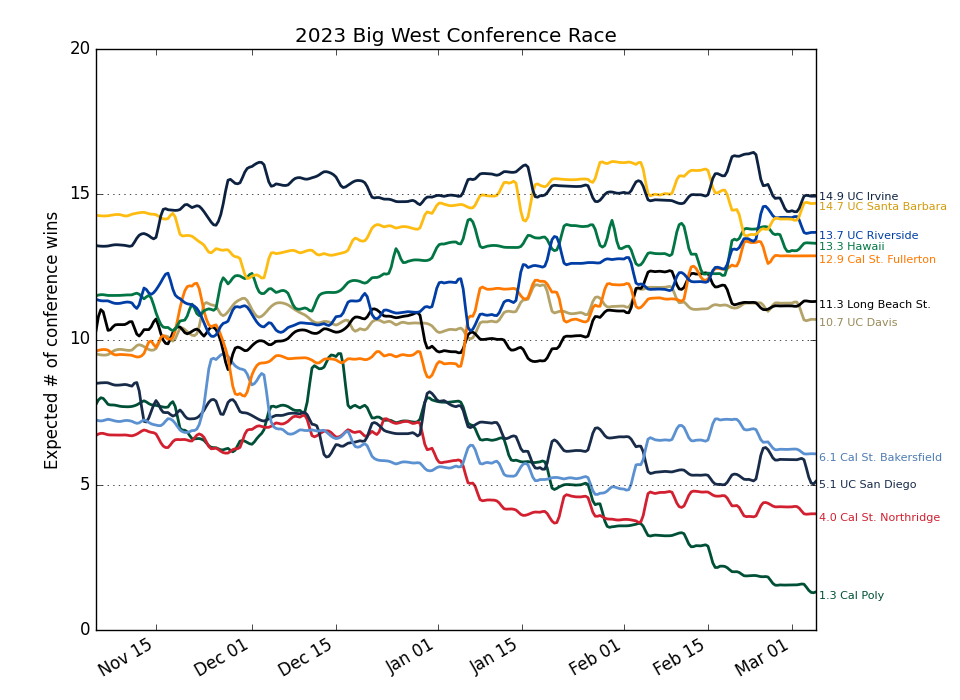 2023 Big West Conference Race
Expected # of conference wins
20
15
10
5
0
14.9 UC Irvine
14.7 UC Santa Barbara
13.7 UC Riverside
13.3 Hawaii
12.9 Cal St. Fullerton
11.3 Long Beach St.
10.7 UC Davis
6.1 Cal St. Bakersfield
5.1 UC San Diego
4.0 Cal St. Northridge
1.3 Cal Poly
Nov 15
Dec 01
Dec 15
Jan 01
Jan 15
Feb 01
Feb 15
Mar 01